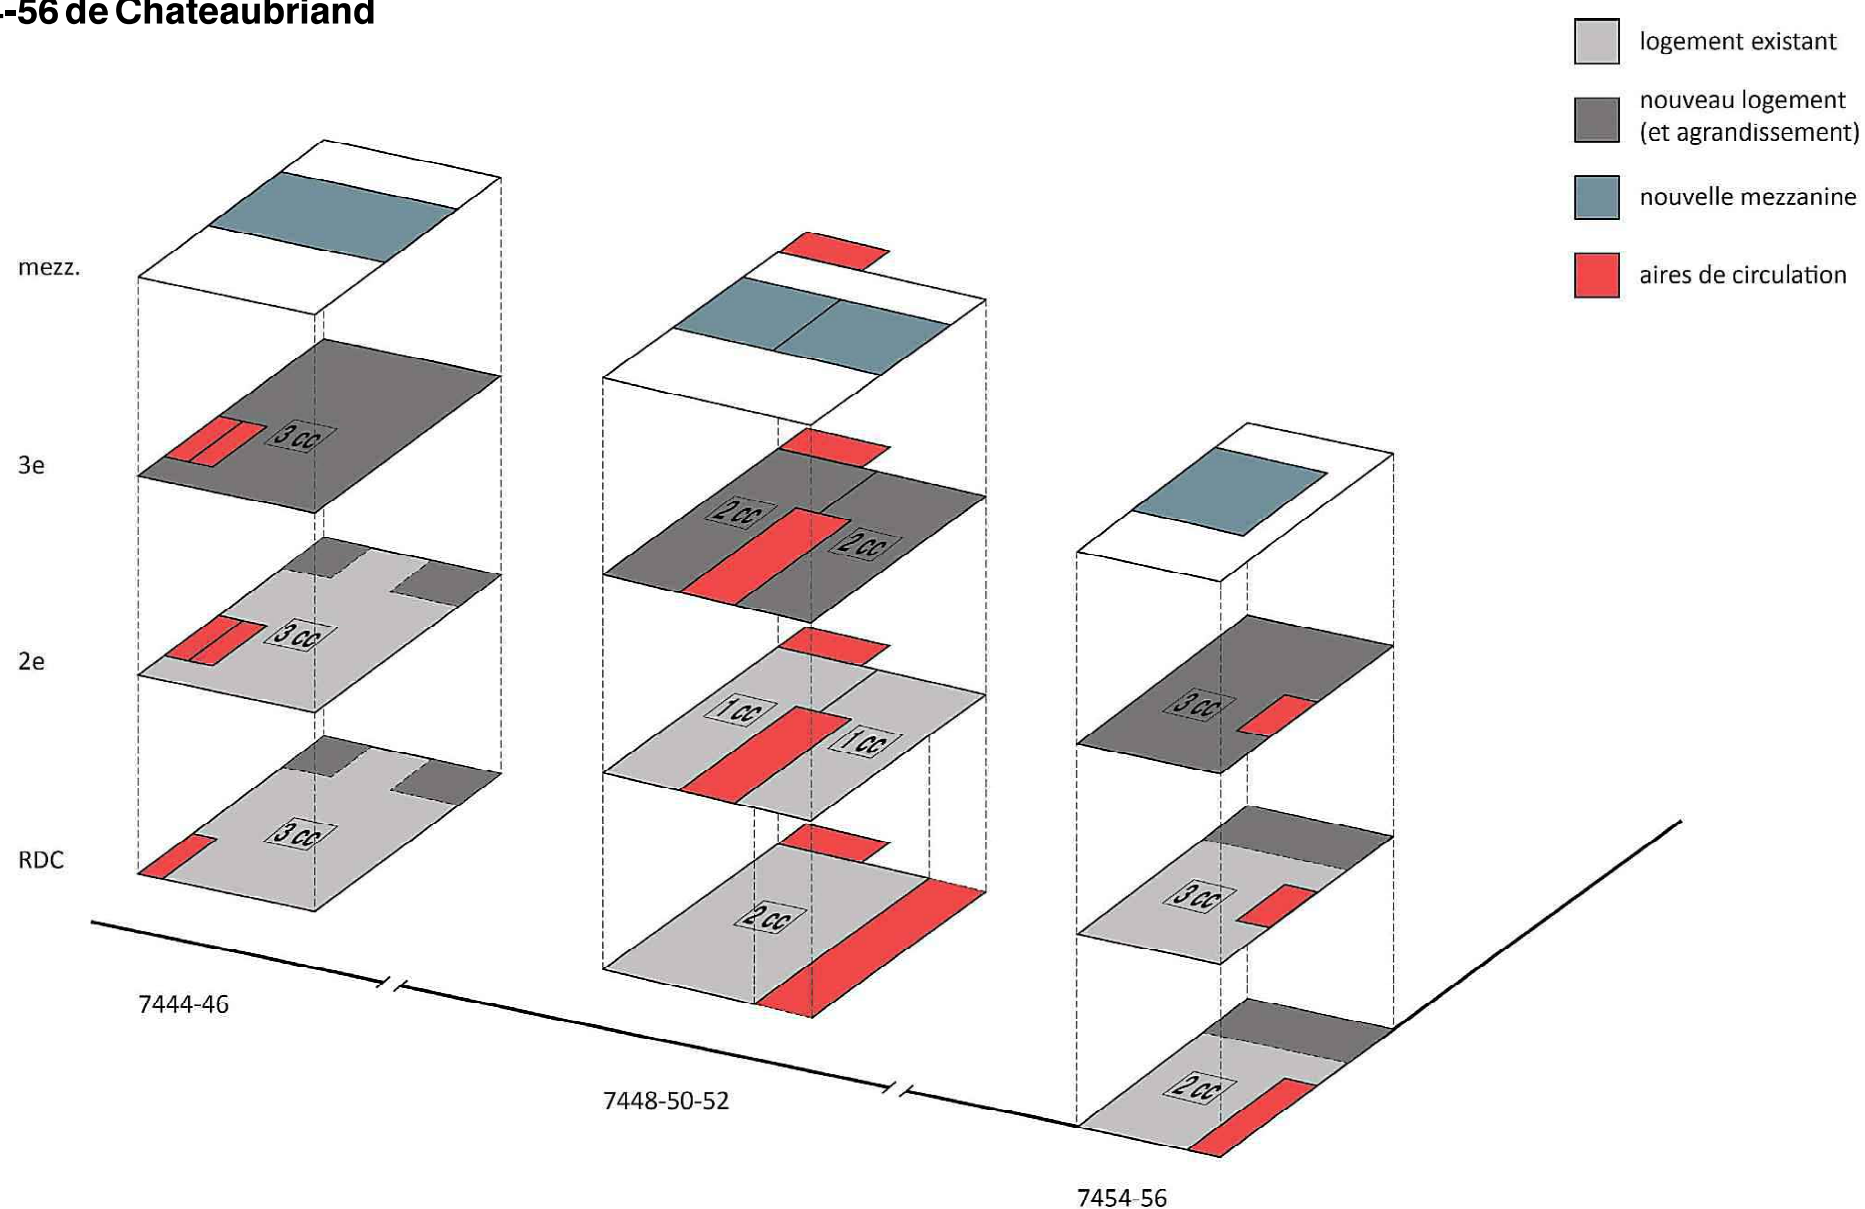 -56 de Chateaubriand
logement existant
nouveau logement
(et agrandissement)
nouvelle mezzanine
aires de circulation
mezz.
3e
2e
RDC
3 cc
3 cc
3 cc
2 cc
2 cc
1 cc
1 cc
2 cc
3 cc
3 cc
2 cc
7444-46
7448-50-52
7454-56